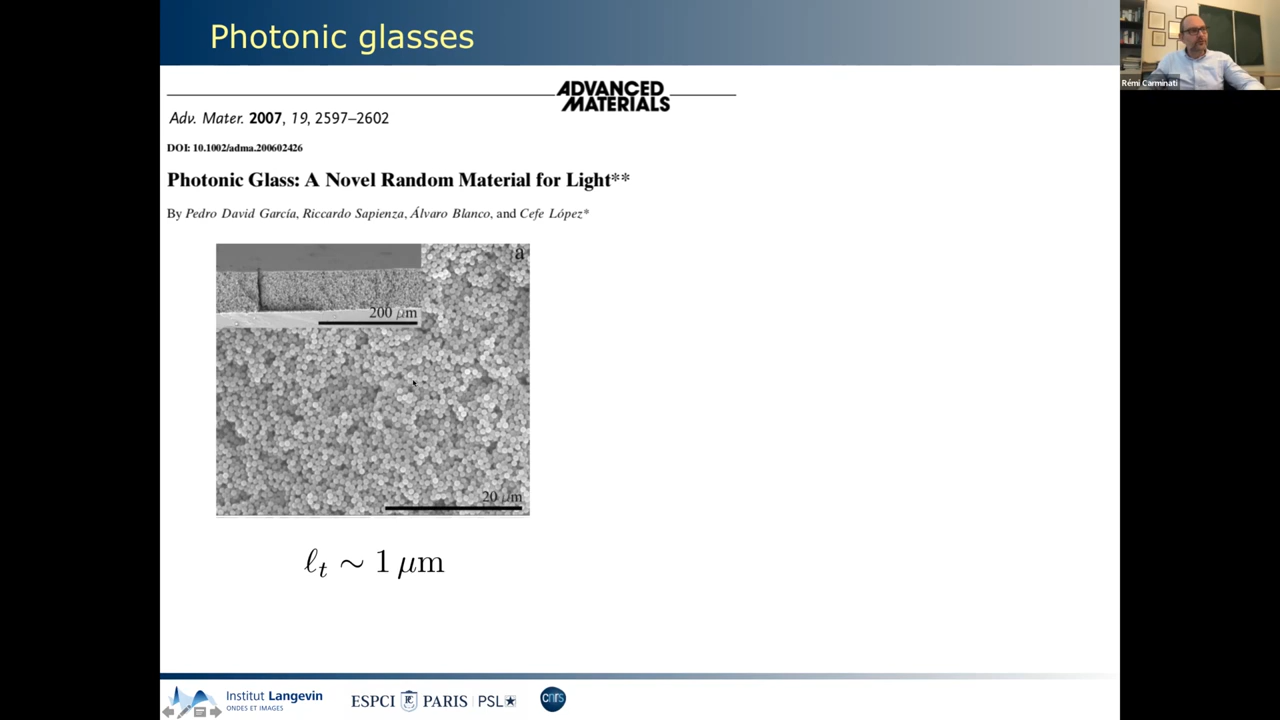 Photonic glasses
Rémi Carminati
ADVANCED
MATERIALS
Adv. Mater. 2007, 19, 2597–2602
DOI: 10.1002/adma.200602426
Photonic Glass: A Novel Random Material for Light**
By Pedro David García, Riccardo Sapienza, Álvaro Blanco, and Cefe López*
a
200 μm
20 μm
ℓt ∼ 1 μm
Institut Langevin
ONDES ET IMAGES
ESPCI PARIS PSL★
cnrs